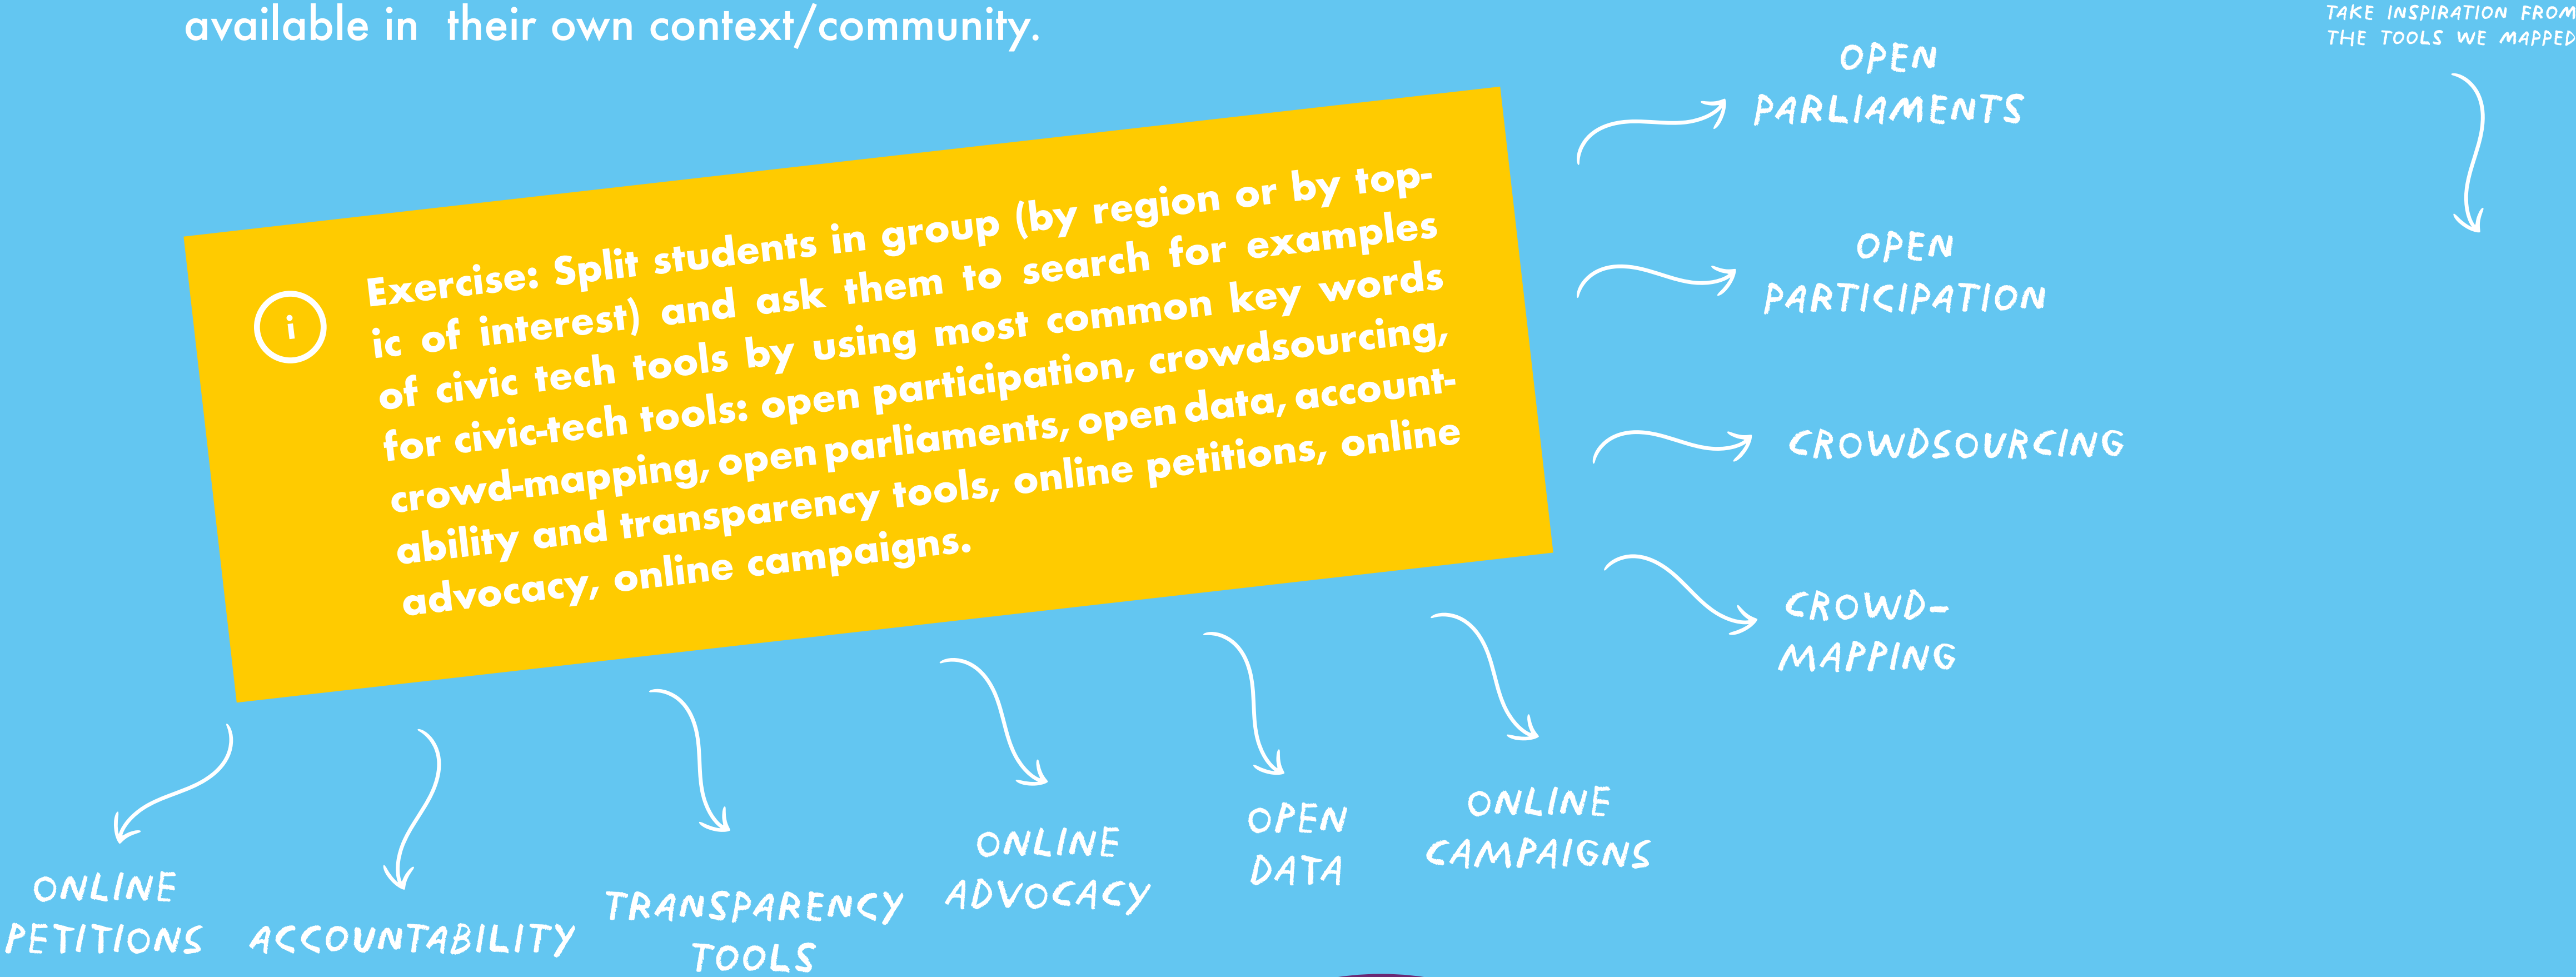 available in  their own context/community.
TAKE INSPIRATION FROM
THE TOOLS WE MAPPED
i
Exercise: Split students in group (by region or by top-
ic of interest) and ask them to search for examples
of civic tech tools by using most common key words
for civic-tech tools: open participation, crowdsourcing,
crowd-mapping, open parliaments, open data, account-
ability and transparency tools, online petitions, online
advocacy, online campaigns.
OPEN
PARLIAMENTS
OPEN
PARTICIPATION
CROWDSOURCING
CROWD-
MAPPING
ONLINE
PETITIONS
ACCOUNTABILITY
TRANSPARENCY
TOOLS
ONLINE
ADVOCACY
OPEN
DATA
ONLINE
CAMPAIGNS